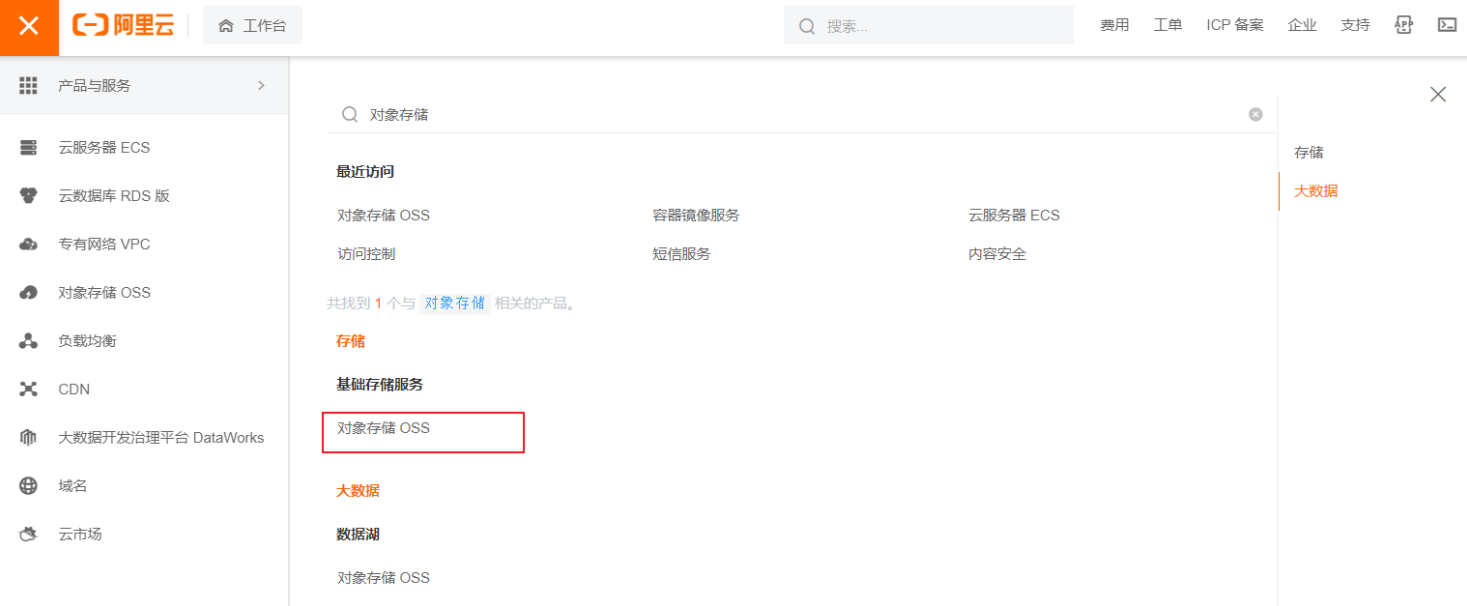 阿里云 工作台 搜索... 费用 工单 ICP 备案 企业 支持 APP
产品与服务
云服务器 ECS
云数据库 RDS 版
专有网络 VPC
对象存储 OSS
负载均衡
CDN
大数据开发治理平台 DataWorks
域名
云市场
对象存储
最近访问
对象存储 OSS 容器镜像服务 云服务器 ECS
访问控制 短信服务 内容安全
共找到 1 个与 对象存储 相关的产品。
存储
基础存储服务
对象存储 OSS
大数据
数据湖
对象存储 OSS
存储
大数据